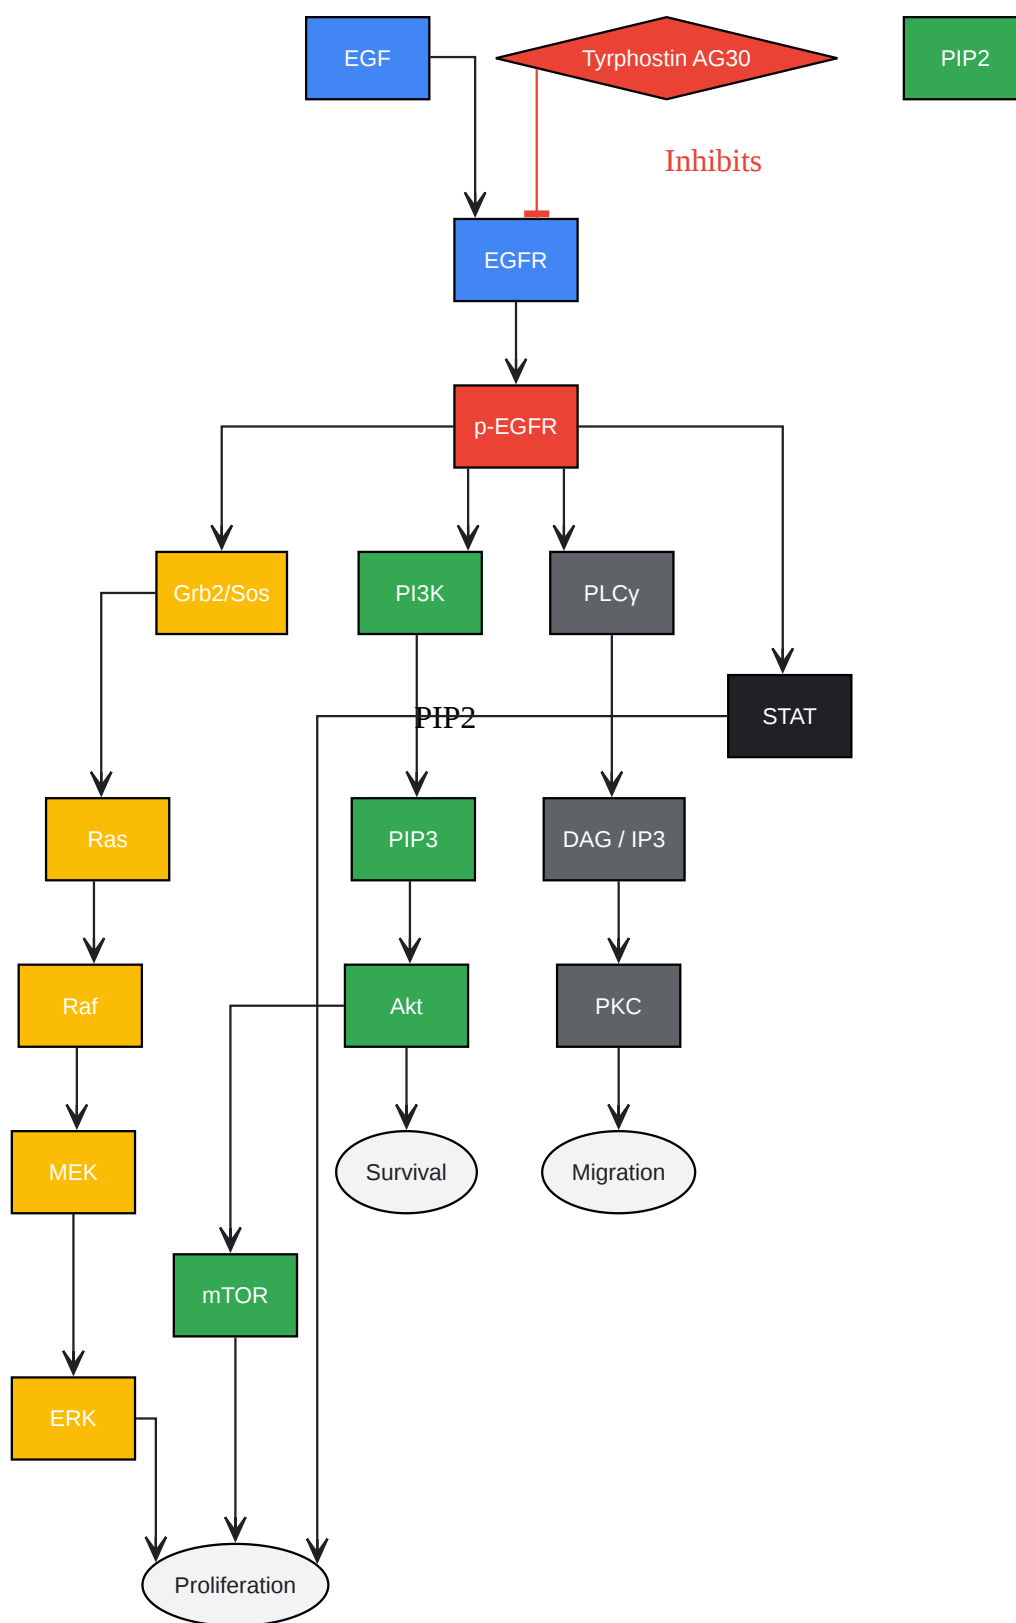 EGF
Tyrphostin AG30
PIP2
Inhibits
EGFR
p-EGFR
Grb2/Sos
PI3K
PLCγ
PIP2
STAT
Ras
PIP3
DAG / IP3
Raf
Akt
PKC
MEK
Survival
Migration
mTOR
ERK
Proliferation